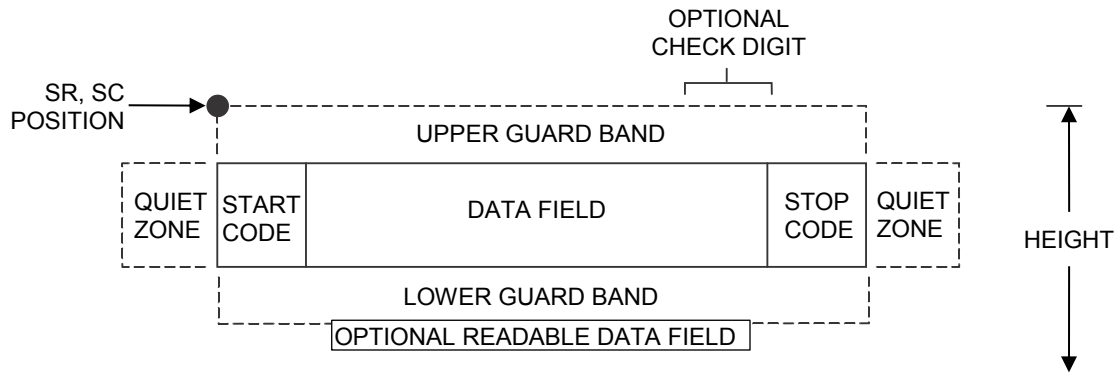 OPTIONAL
CHECK DIGIT
SR, SC
POSITION
UPPER GUARD BAND
QUIET
ZONE
START
CODE
DATA FIELD
STOP
CODE
QUIET
ZONE
HEIGHT
LOWER GUARD BAND
OPTIONAL READABLE DATA FIELD